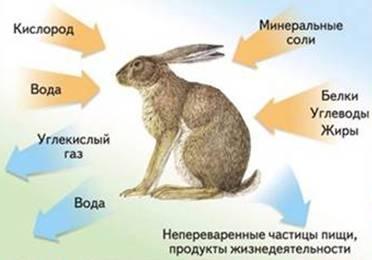 Кислород
Минеральные
соли
Вода
Белки
Углеводы
Жиры
Углекислый
газ
Вода
Непереваренные частицы пищи,
продукты жизнедеятельности